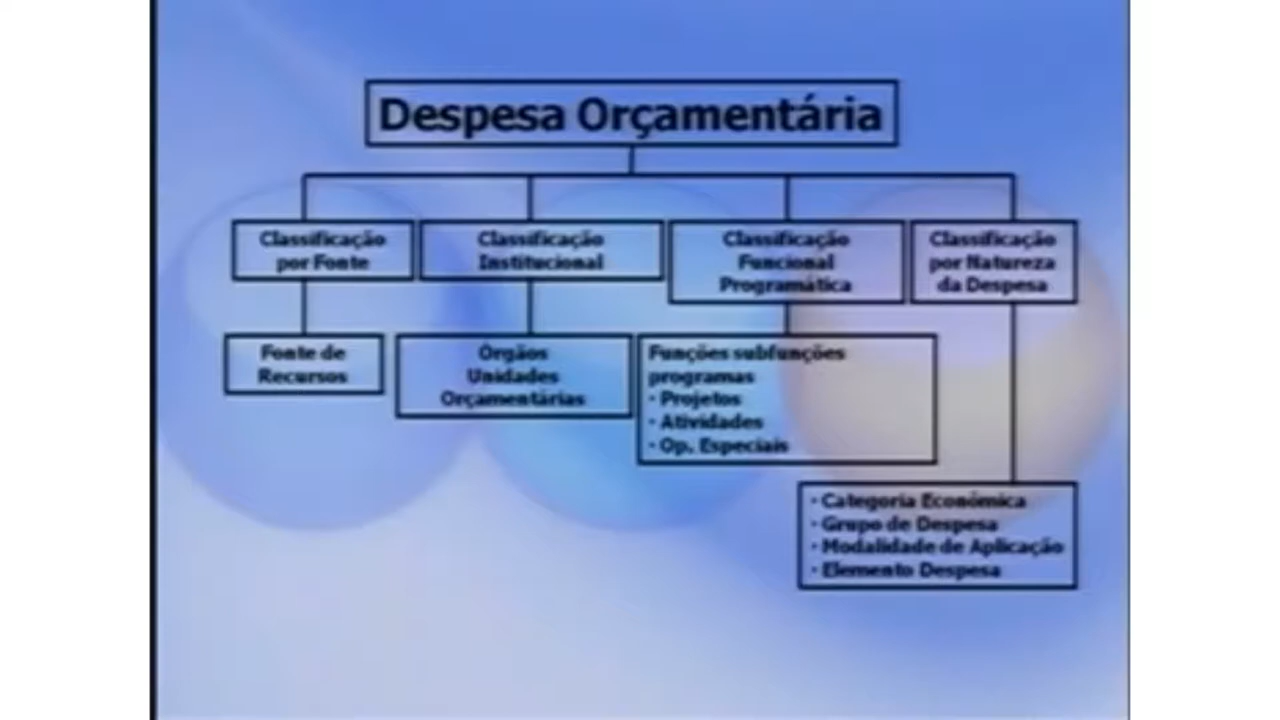 Despesa Orçamentária
Classificação
por Fonte
Classificação
Institucional
Classificação
Funcional
Programática
Classificação
por Natureza
da Despesa
Fonte de
Recursos
Órgãos
Unidades
Orçamentárias
Funções subfunções
programas
· Projetos
· Atividades
· Op. Especiais
· Categoria Econômica
· Grupo de Despesa
· Modalidade de Aplicação
· Elemento Despesa